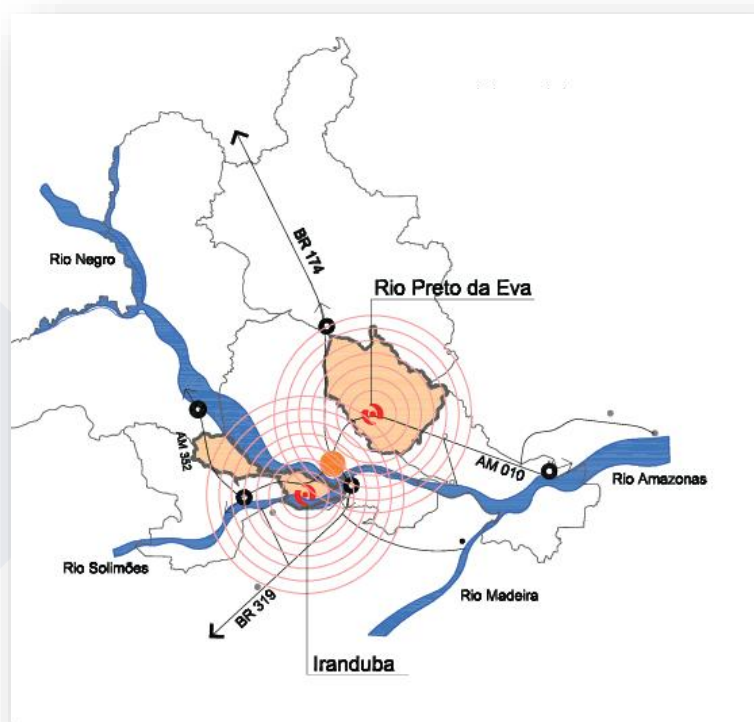 BR 174
Rio Negro
Rio Preto da Eva
AM 352
AM 010
Rio Amazonas
Rio Solimões
BR 319
Rio Madeira
Iranduba